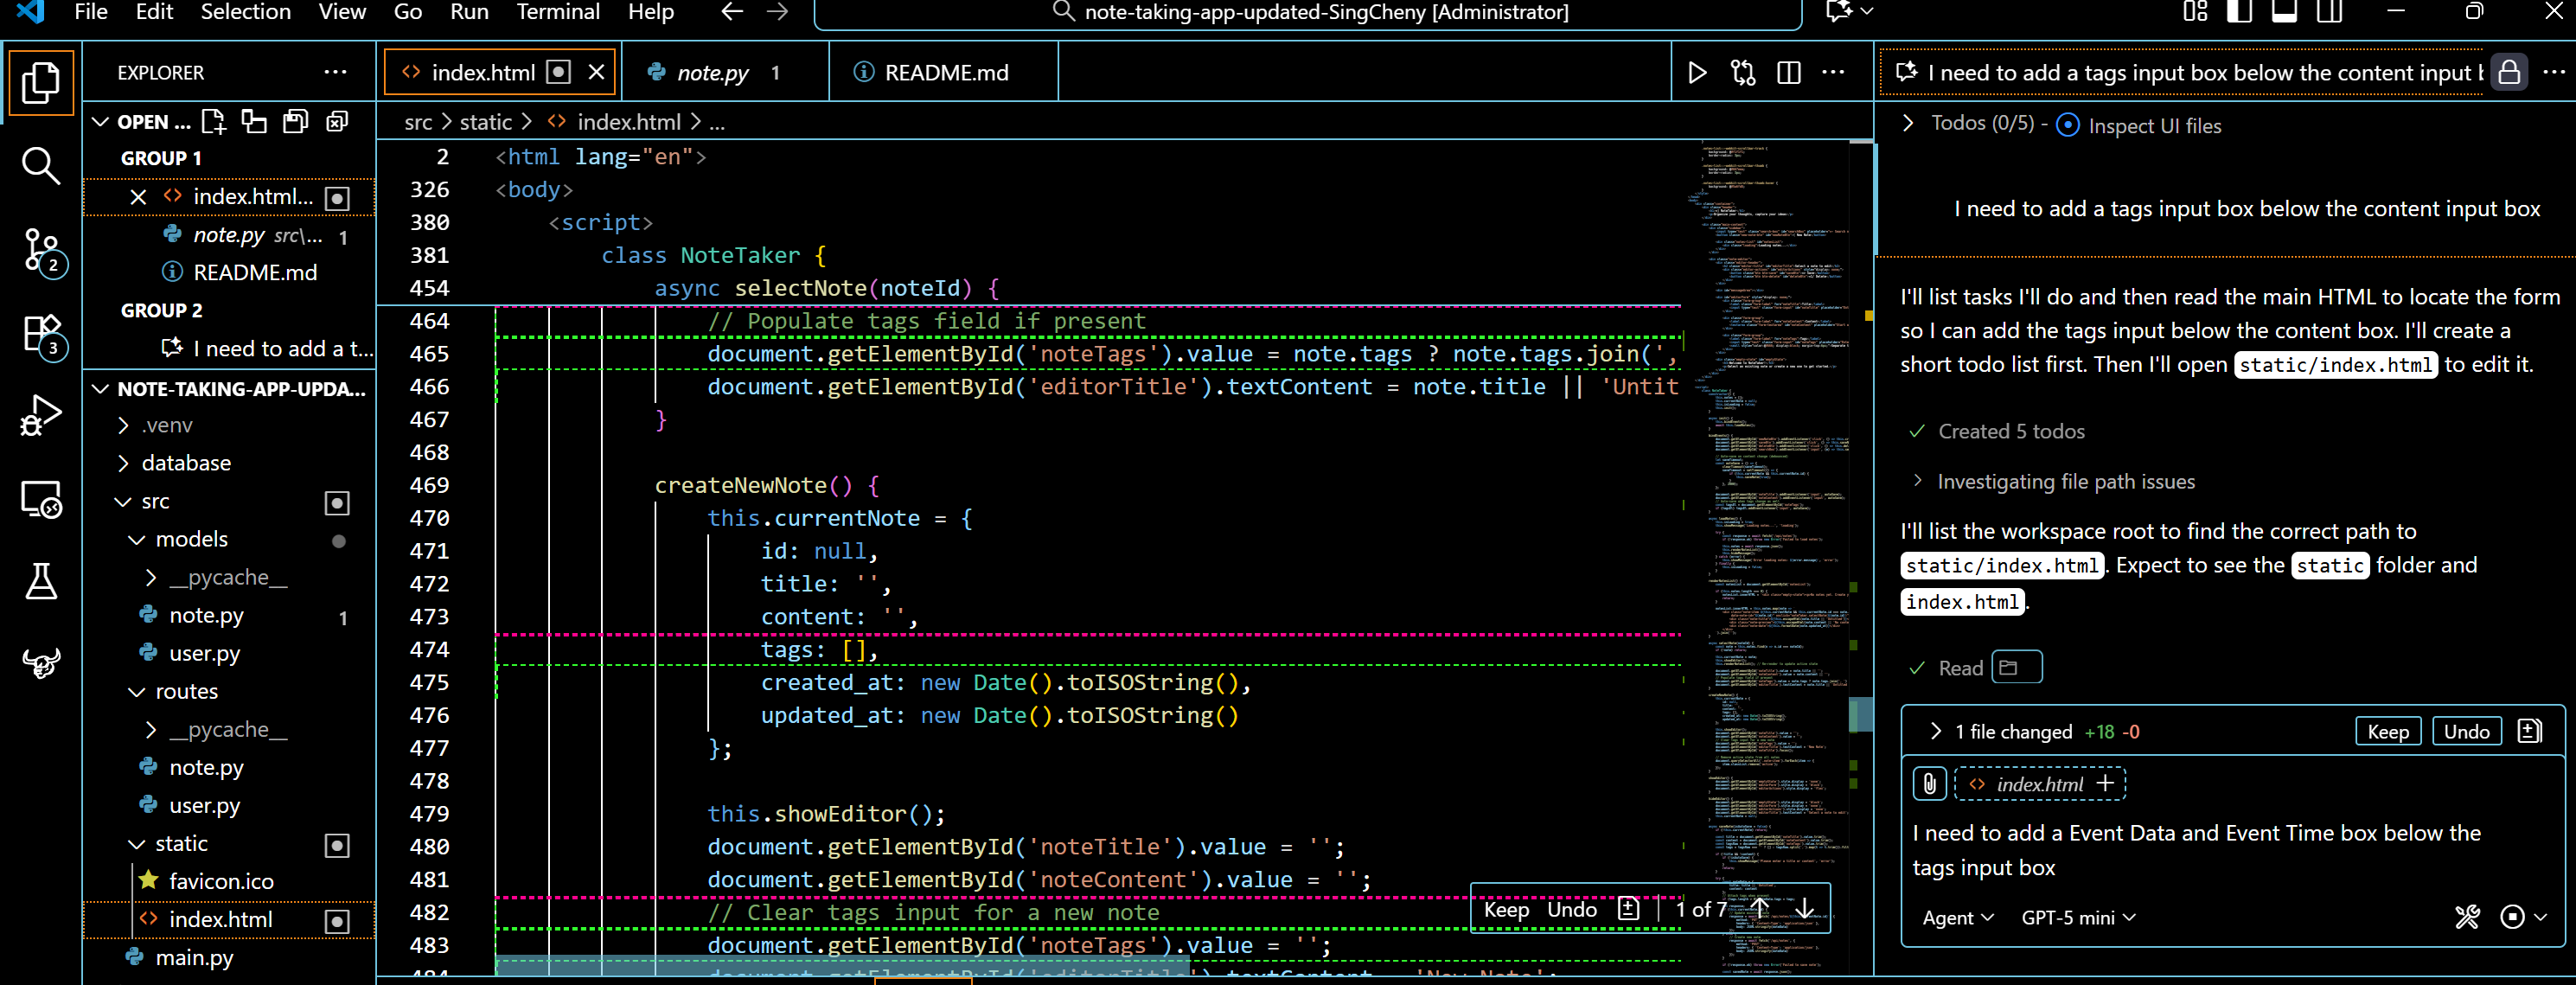 File Edit Selection View Go Run Terminal Help
note-taking-app-updated-SingCheny [Administrator]
EXPLORER
OPEN ...
GROUP 1
index.html...
note.py src\... 1
README.md
GROUP 2
I need to add a t...
NOTE-TAKING-APP-UPDA...
.venv
database
src
models
__pycache__
note.py 1
user.py
routes
__pycache__
note.py
user.py
static
favicon.ico
index.html
main.py
2
3
index.html
note.py 1
README.md
src > static > index.html > ...
2 <html lang="en">
326 <body>
380 <script>
381 class NoteTaker {
454 async selectNote(noteId) {
464 // Populate tags field if present
465 document.getElementById('noteTags').value = note.tags ? note.tags.join(',
466 document.getElementById('editorTitle').textContent = note.title || 'Untit
467 }
468
469 createNewNote() {
470 this.currentNote = {
471 id: null,
472 title: '',
473 content: '',
474 tags: [],
475 created_at: new Date().toISOString(),
476 updated_at: new Date().toISOString()
477 };
478
479 this.showEditor();
480 document.getElementById('noteTitle').value = '';
481 document.getElementById('noteContent').value = '';
482 // Clear tags input for a new note
483 document.getElementById('noteTags').value = '';
484 document.getElementById('editorTitle').textContent = 'New Note';
Keep Undo 1 of 7
I need to add a tags input box below the content input b
Todos (0/5) - Inspect UI files
I need to add a tags input box below the content input box
I'll list tasks I'll do and then read the main HTML to locate the form
so I can add the tags input below the content box. I'll create a
short todo list first. Then I'll open static/index.html to edit it.
Created 5 todos
Investigating file path issues
I'll list the workspace root to find the correct path to
static/index.html. Expect to see the static folder and
index.html.
Read
1 file changed +18 -0 Keep Undo
index.html +
I need to add a Event Data and Event Time box below the
tags input box
Agent GPT-5 mini